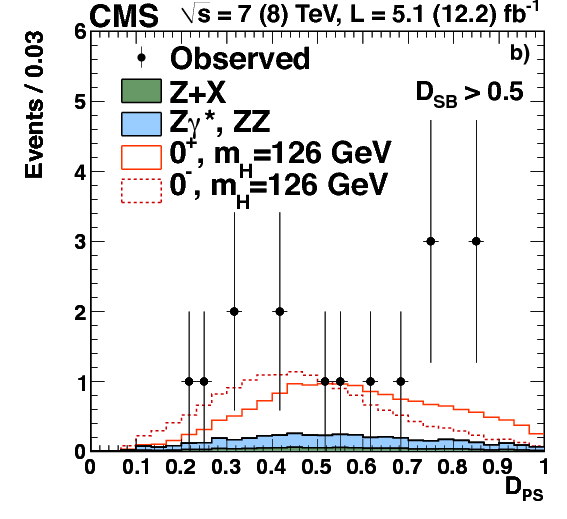 CMS √s = 7 (8) TeV, L = 5.1 (12.2) fb⁻¹
Events / 0.03
b)
D_SB > 0.5
Observed
Z+X
Zγ*, ZZ
0⁺, m_H=126 GeV
0⁻, m_H=126 GeV
6
5
4
3
2
1
0
0 0.1 0.2 0.3 0.4 0.5 0.6 0.7 0.8 0.9 1
D_PS